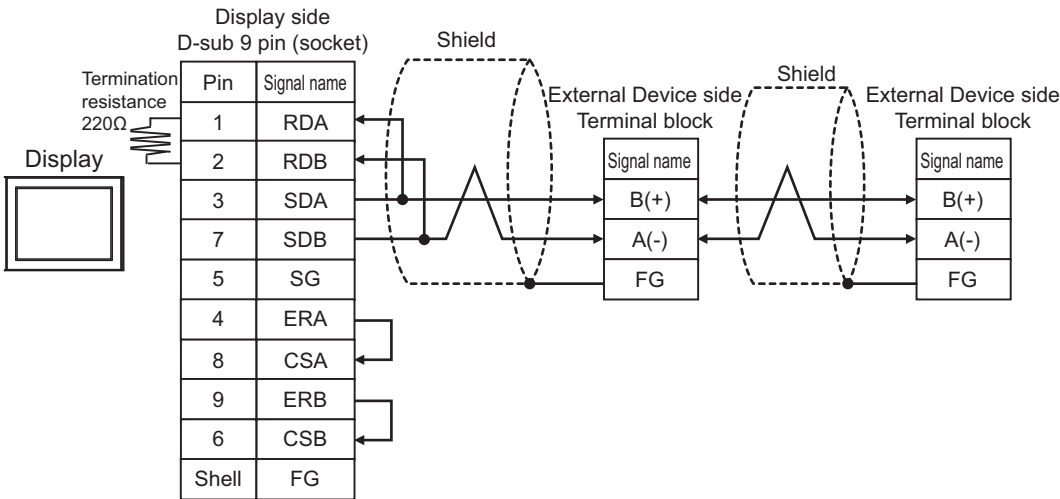 Display side
D-sub 9 pin (socket)
Shield
Termination
resistance
220Ω
Display
Pin Signal name
1 RDA
2 RDB
3 SDA
7 SDB
5 SG
4 ERA
8 CSA
9 ERB
6 CSB
Shell FG
External Device side
Terminal block
Signal name
B(+)
A(-)
FG
Shield
External Device side
Terminal block
Signal name
B(+)
A(-)
FG